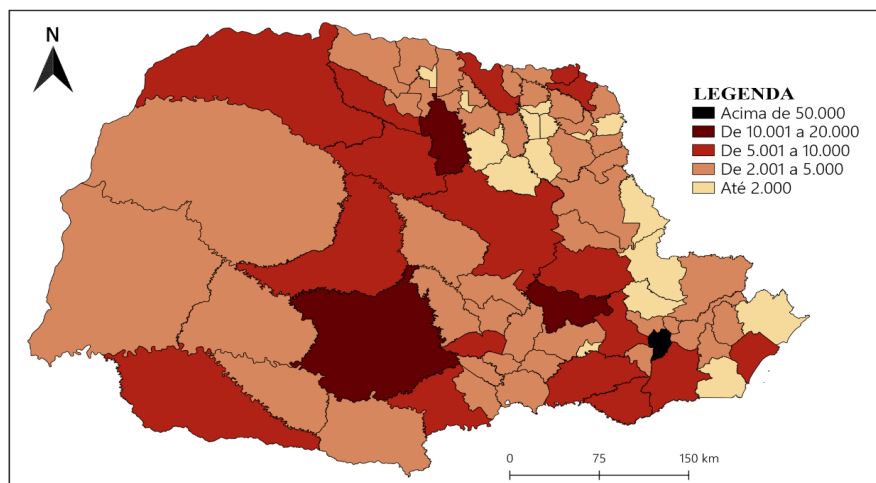 N
LEGENDA
Acima de 50.000
De 10.001 a 20.000
De 5.001 a 10.000
De 2.001 a 5.000
Até 2.000
0 75 150 km